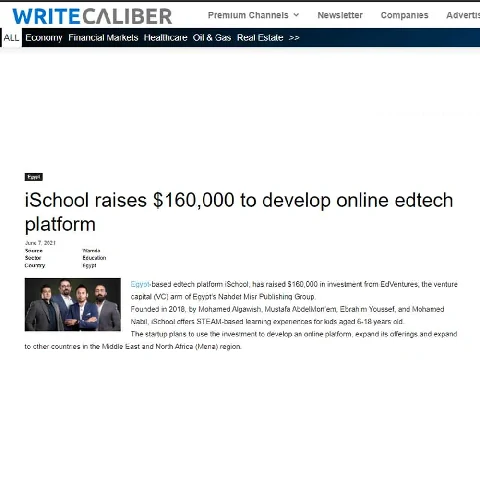 WRITECALIBER
Premium Channels
Newsletter
Companies
Advertis
ALL Economy Financial Markets Healthcare Oil & Gas Real Estate >>
Egypt
iSchool raises $160,000 to develop online edtech
platform
June 7, 2021
Source Wamda
Sector Education
Country Egypt
Egypt-based edtech platform iSchool, has raised $160,000 in investment from EdVentures, the venture
capital (VC) arm of Egypt's Nahdet Misr Publishing Group.
Founded in 2018, by Mohamed Algawish, Mustafa AbdelMon'em, Ebrahim Youssef, and Mohamed
Nabil, iSchool offers STEAM-based learning experiences for kids aged 6-18 years old.
The startup plans to use the investment to develop an online platform, expand its offerings and expand
to other countries in the Middle East and North Africa (Mena) region.